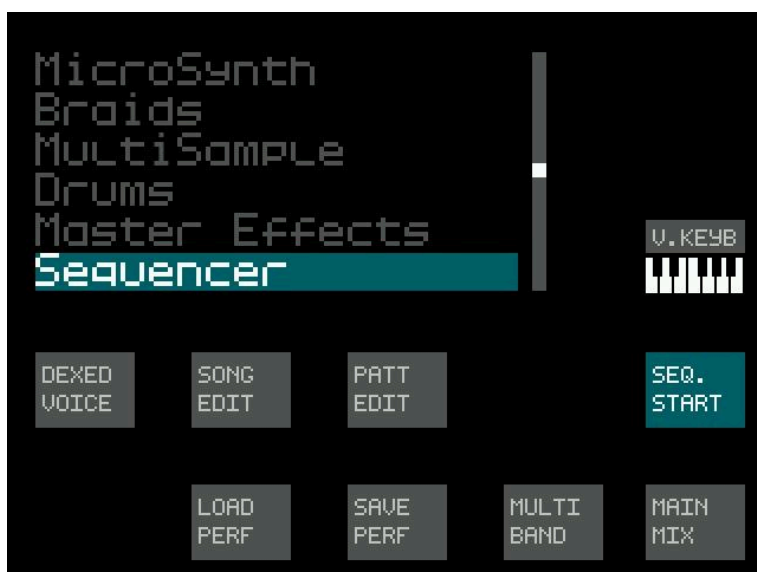 MicroSynth
Braids
MultiSample
Drums
Master Effects
Sequencer
V.KEYB
DEXED
VOICE
SONG
EDIT
PATT
EDIT
SEQ.
START
LOAD
PERF
SAVE
PERF
MULTI
BAND
MAIN
MIX